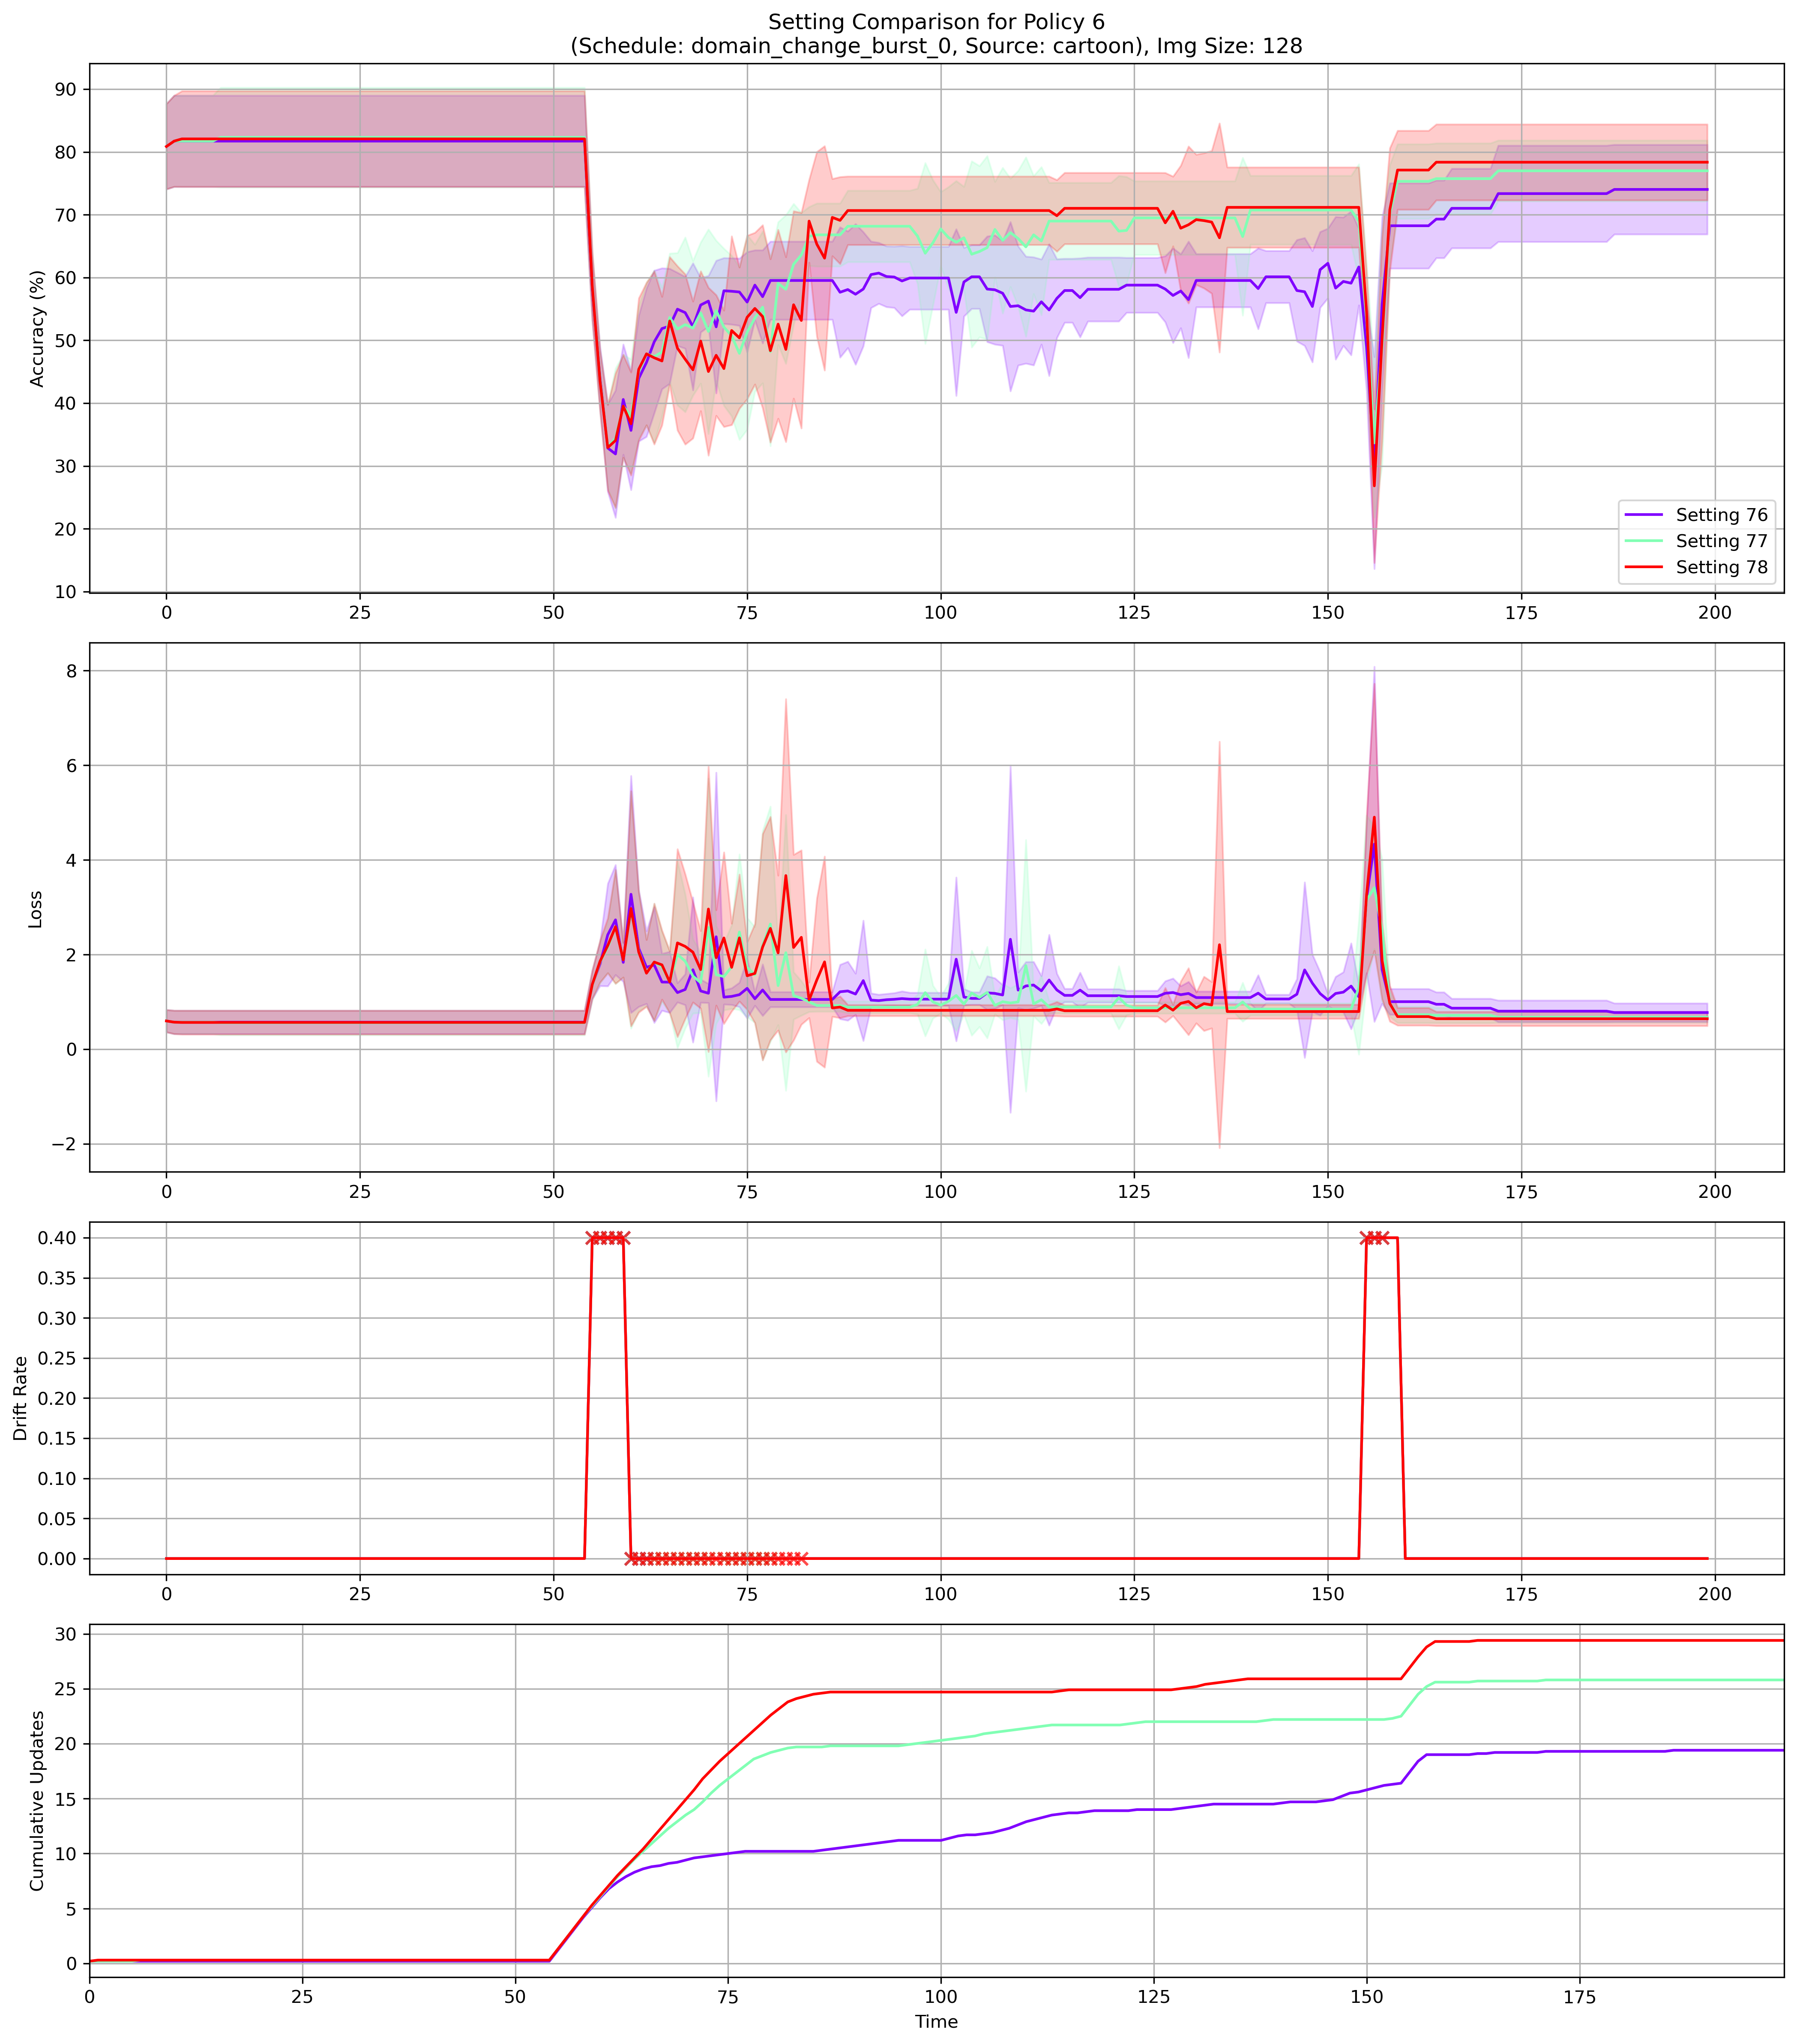 Setting Comparison for Policy 6
(Schedule: domain_change_burst_0, Source: cartoon), Img Size: 128
Accuracy (%)
90
80
70
60
50
40
30
20
10
0 25 50 75 100 125 150 175 200
Setting 76
Setting 77
Setting 78
Loss
8
6
4
2
0
−2
0 25 50 75 100 125 150 175 200
Drift Rate
0.40
0.35
0.30
0.25
0.20
0.15
0.10
0.05
0.00
0 25 50 75 100 125 150 175 200
Cumulative Updates
30
25
20
15
10
5
0
0 25 50 75 100 125 150 175
Time